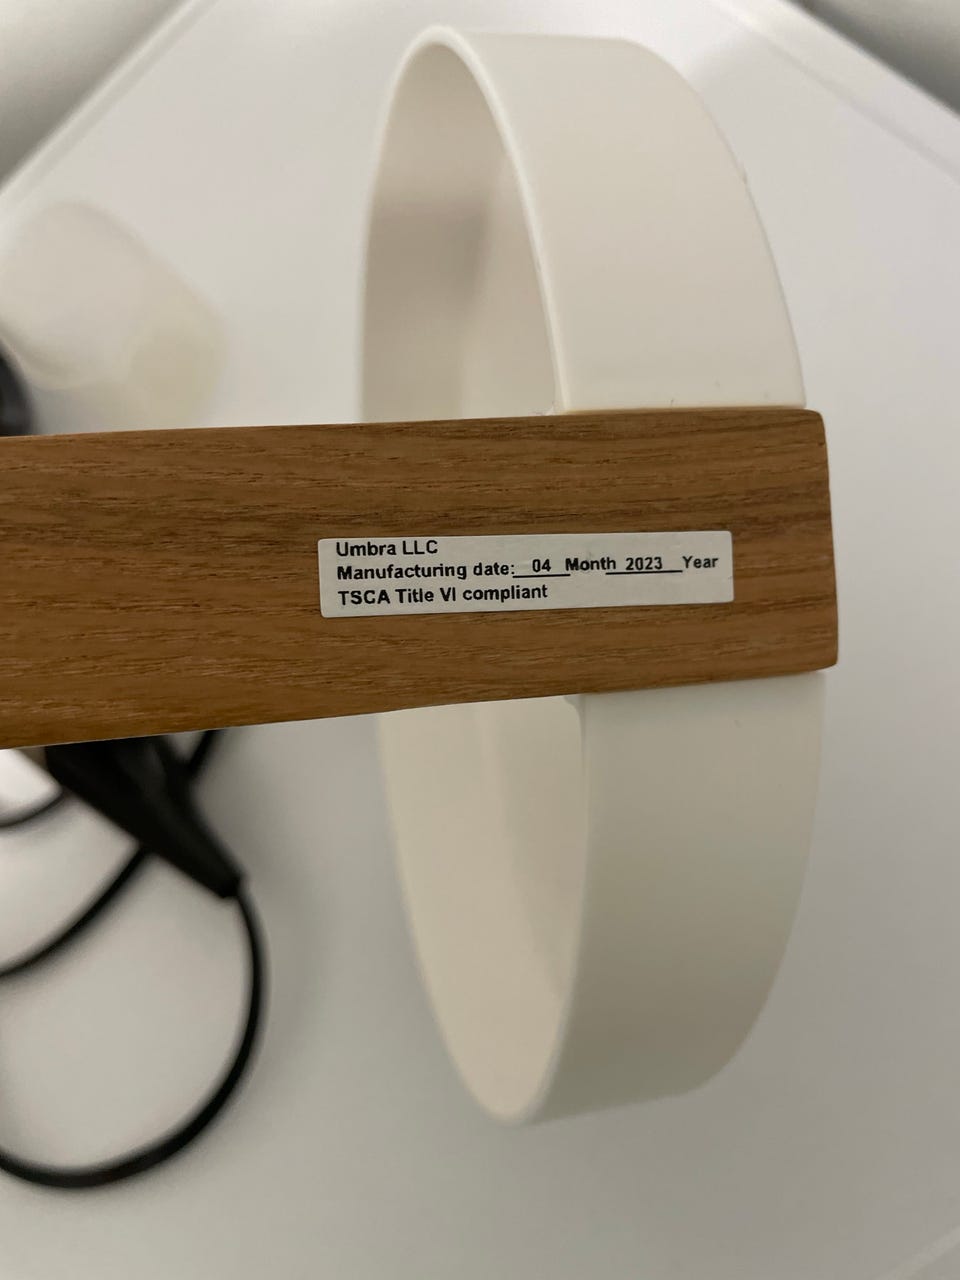 Umbra LLC
Manufacturing date: 04 Month 2023 Year
TSCA Title VI compliant